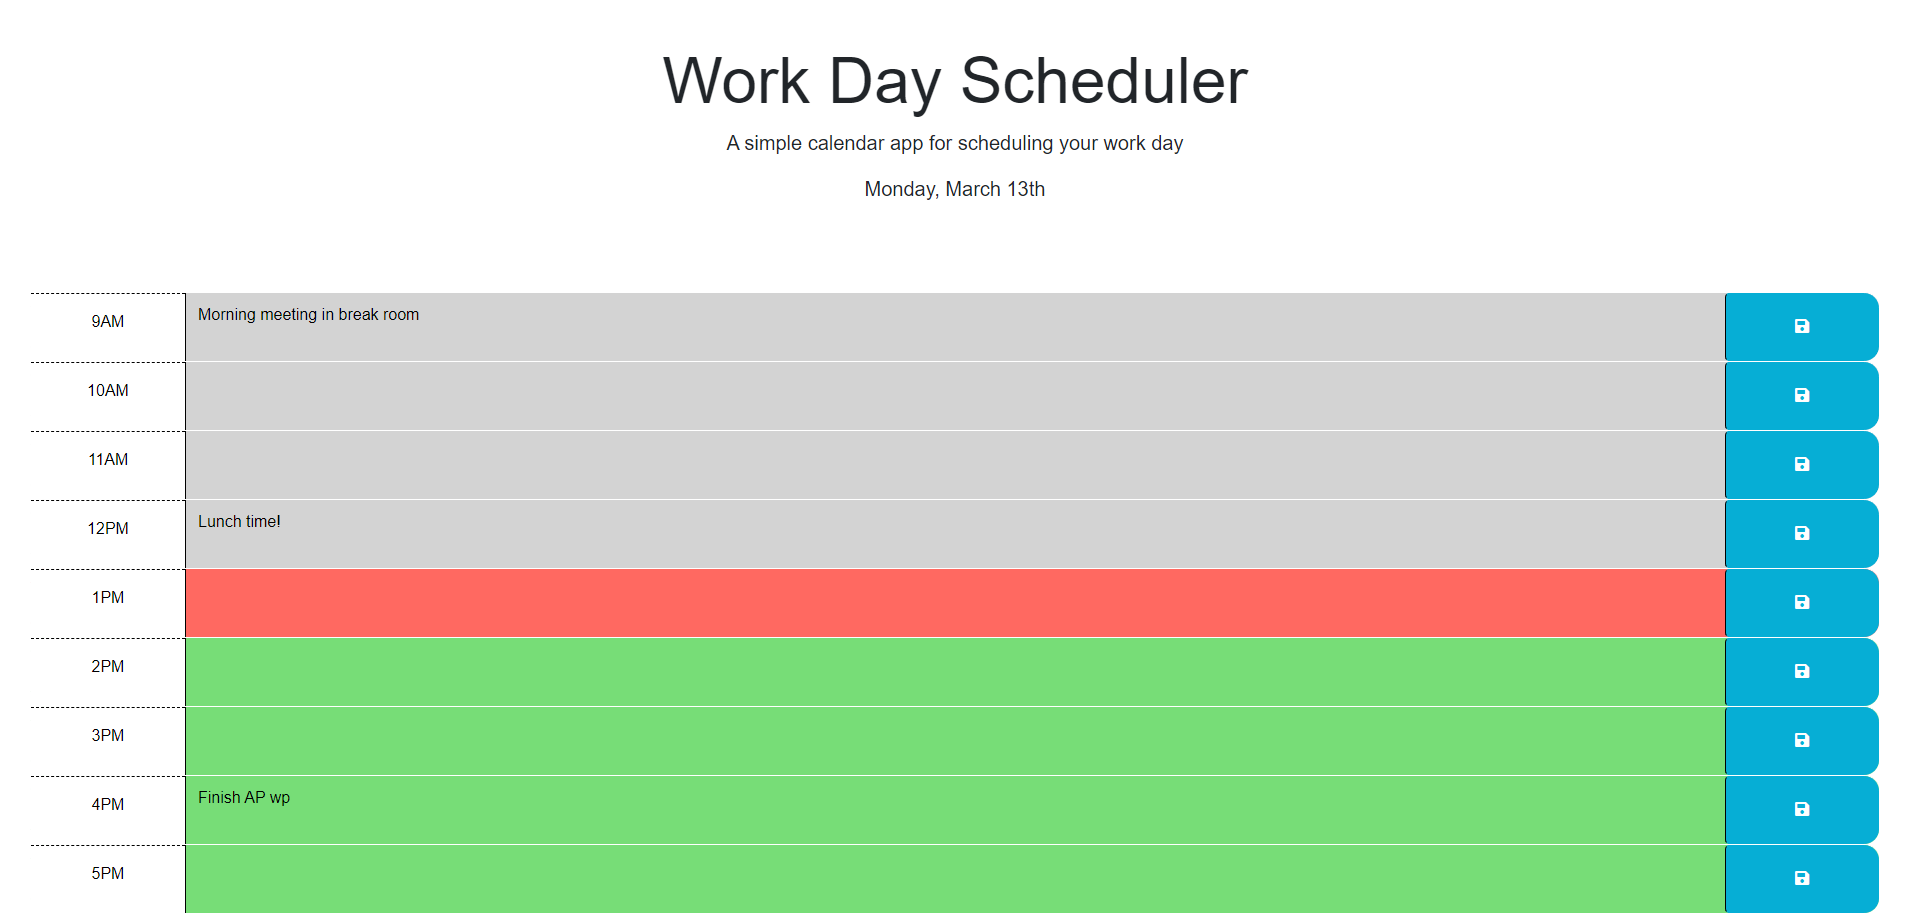 Work Day Scheduler
A simple calendar app for scheduling your work day
Monday, March 13th
9AM Morning meeting in break room
10AM
11AM
12PM Lunch time!
1PM
2PM
3PM
4PM Finish AP wp
5PM